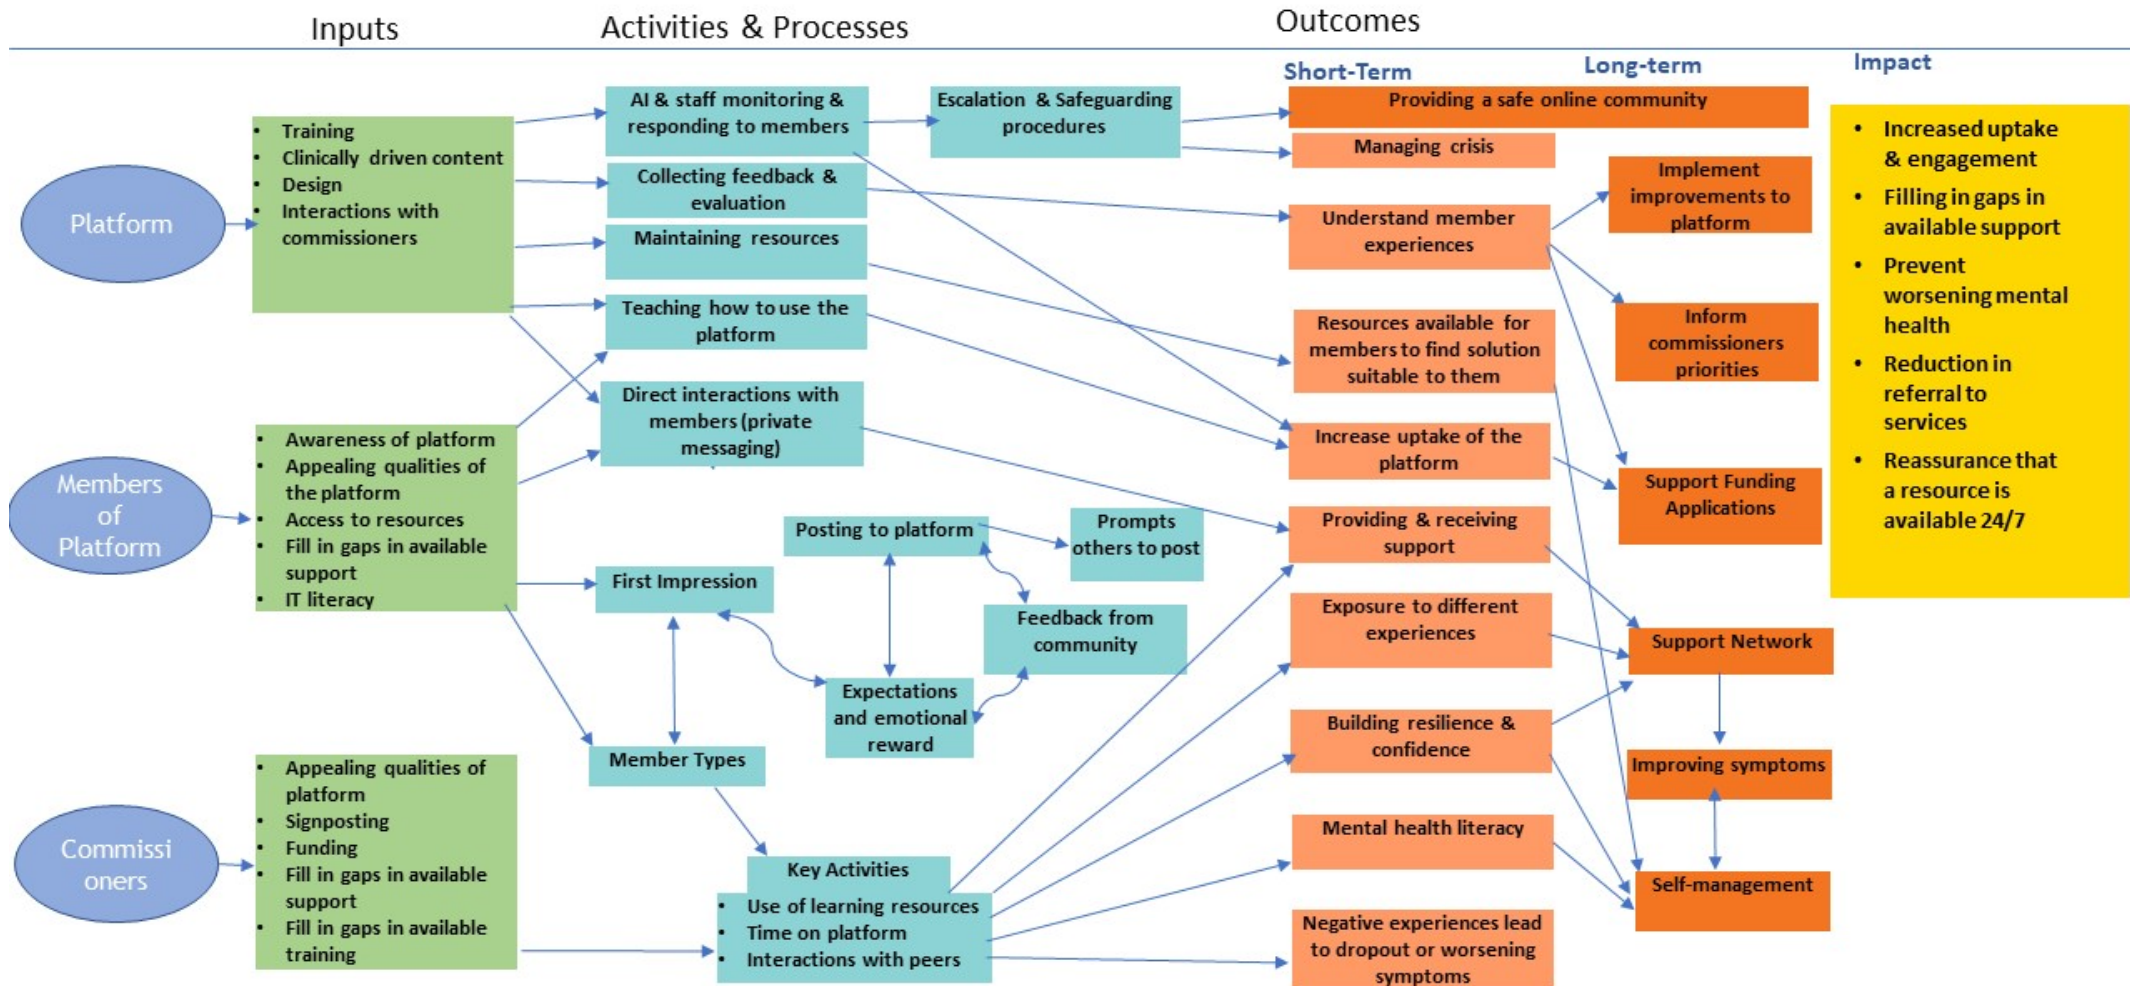 Inputs
Activities & Processes
Outcomes
Short-Term
Long-term
Impact
Platform
• Training
• Clinically driven content
• Design
• Interactions with
commissioners
AI & staff monitoring &
responding to members
Escalation & Safeguarding
procedures
Collecting feedback &
evaluation
Maintaining resources
Teaching how to use the
platform
Direct interactions with
members (private
messaging)
Providing a safe online community
Managing crisis
Understand member
experiences
Resources available for
members to find solution
suitable to them
Increase uptake of the
platform
Implement
improvements to
platform
Inform
commissioners
priorities
Support Funding
Applications
• Increased uptake
& engagement
• Filling in gaps in
available support
• Prevent
worsening mental
health
• Reduction in
referral to
services
• Reassurance that
a resource is
available 24/7
Members
of
Platform
• Awareness of platform
• Appealing qualities of
the platform
• Access to resources
• Fill in gaps in available
support
• IT literacy
Posting to platform
Prompts
others to post
First Impression
Feedback from
community
Expectations
and emotional
reward
Member Types
Providing & receiving
support
Exposure to different
experiences
Building resilience &
confidence
Support Network
Improving symptoms
Commissi
oners
• Appealing qualities of
platform
• Signposting
• Funding
• Fill in gaps in available
support
• Fill in gaps in available
training
Key Activities
• Use of learning resources
• Time on platform
• Interactions with peers
Mental health literacy
Negative experiences lead
to dropout or worsening
symptoms
Self-management